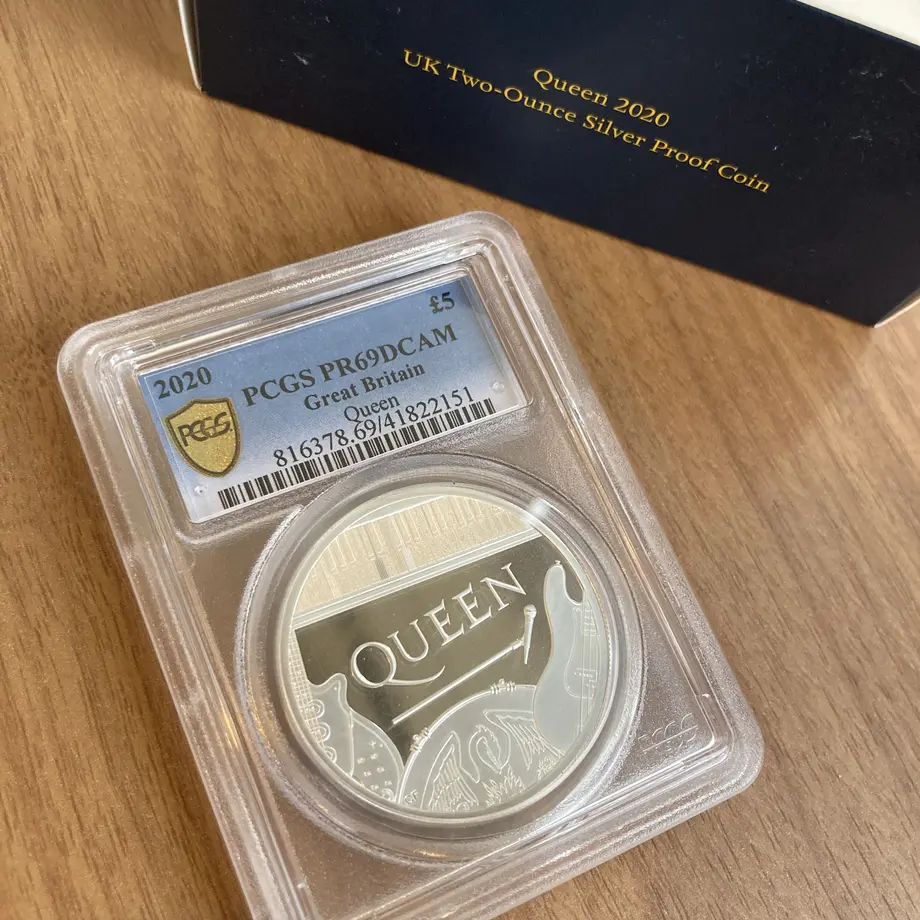 Queen 2020
UK Two-Ounce Silver Proof Coin
2020
£5
PCGS PR69DCAM
Great Britain
Queen
816378.69/41822151
PCGS
QUEEN
PCGS